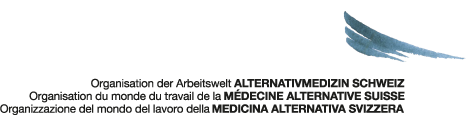 Organisation der Arbeitswelt ALTERNATIVMEDIZIN SCHWEIZ
Organisation du monde du travail de la MÉDECINE ALTERNATIVE SUISSE
Organizzazione del mondo del lavoro della MEDICINA ALTERNATIVA SVIZZERA